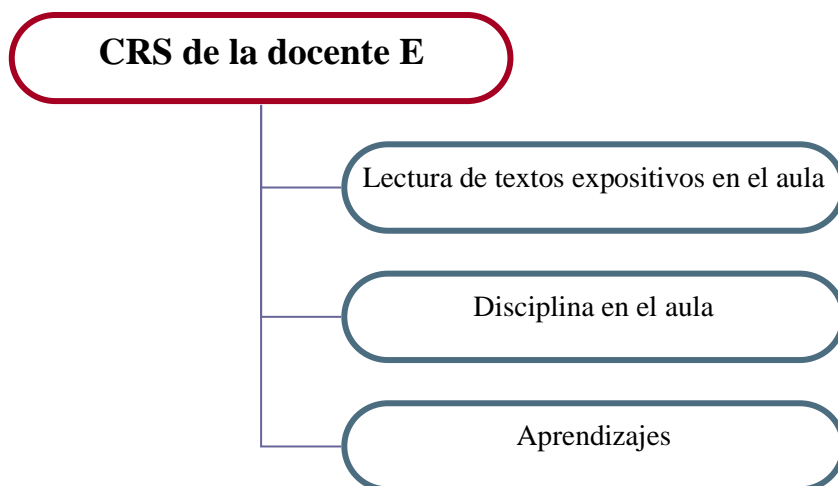 CRS de la docente E
Lectura de textos expositivos en el aula
Disciplina en el aula
Aprendizajes